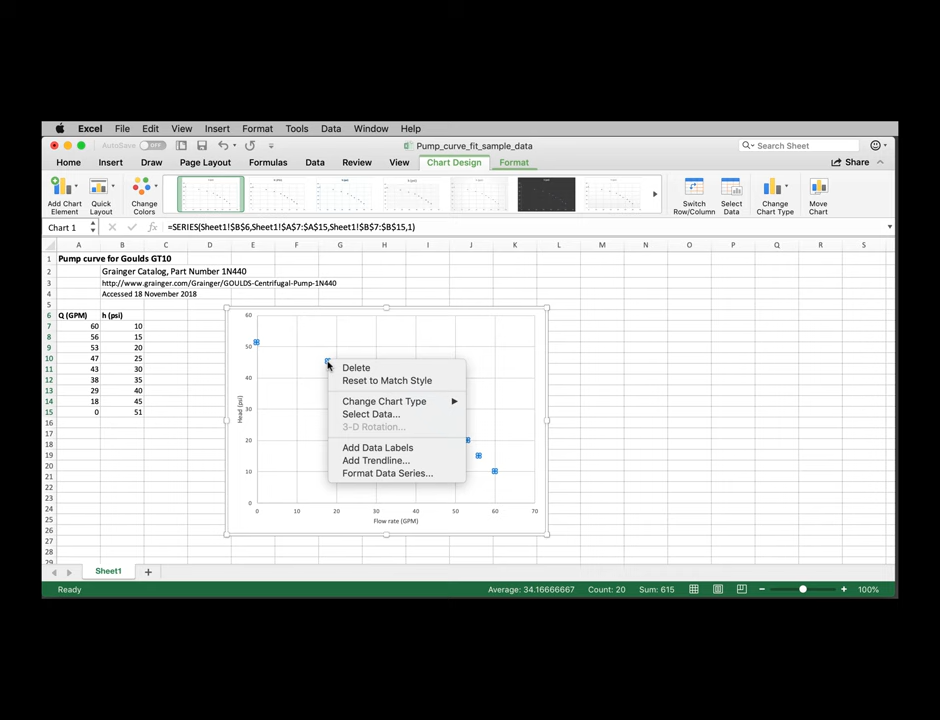 Excel File Edit View Insert Format Tools Data Window Help
AutoSave OFF Pump_curve_fit_sample_data Search Sheet
Home Insert Draw Page Layout Formulas Data Review View Chart Design Format Share
Add Chart Element Quick Layout Change Colors Switch Row/Column Select Data Change Chart Type Move Chart
Chart 1 fx =SERIES(Sheet1!$B$6,Sheet1!$A$7:$A$15,Sheet1!$B$7:$B$15,1)
A B C D E F G H I J K L M N O P Q R S
1 Pump curve for Goulds GT10
2 Grainger Catalog, Part Number 1N440
3 http://www.grainger.com/Grainger/GOULDS-Centrifugal-Pump-1N440
4 Accessed 18 November 2018
5
6 Q (GPM) h (psi)
7 60 10
8 56 15
9 53 20
10 47 25
11 43 30
12 38 35
13 29 40
14 18 45
15 0 51
16
17
18
19
20
21
22
23
24
25
26
27
28
29
60
50
40
30
20
10
0
Head (psi)
0 10 20 30 40 50 60 70
Flow rate (GPM)
Delete
Reset to Match Style
Change Chart Type
Select Data...
3-D Rotation...
Add Data Labels
Add Trendline...
Format Data Series...
Sheet1 +
Ready Average: 34.16666667 Count: 20 Sum: 615 100%